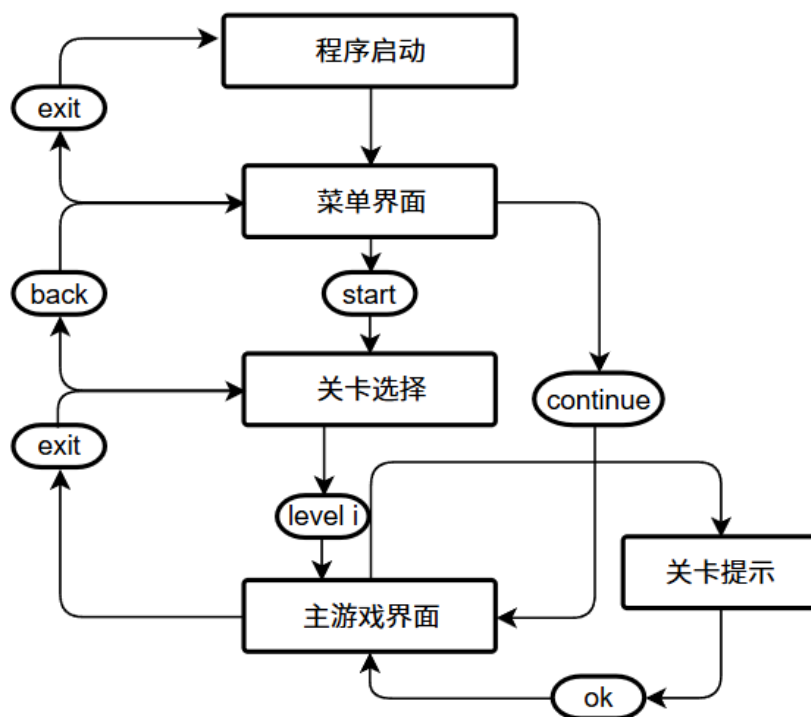 程序启动
exit
菜单界面
back
start
关卡选择
continue
exit
level i
关卡提示
主游戏界面
ok